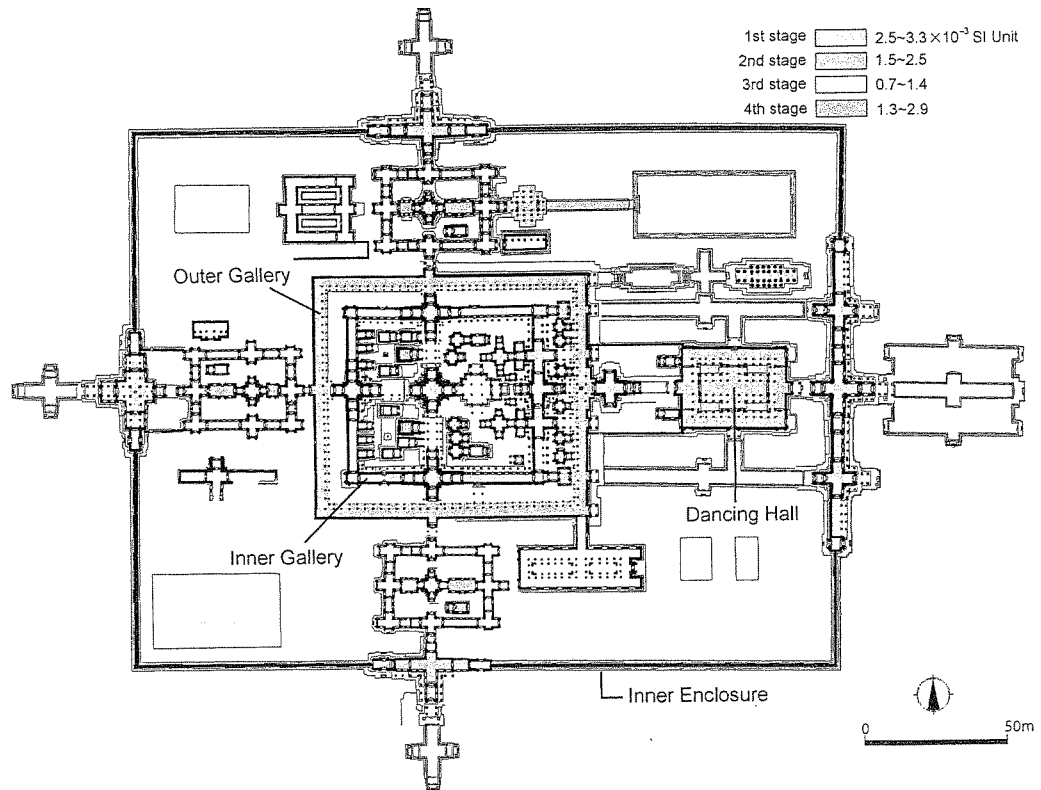 1st stage 2.5~3.3×10⁻³ SI Unit
2nd stage 1.5~2.5
3rd stage 0.7~1.4
4th stage 1.3~2.9
Outer Gallery
Dancing Hall
Inner Gallery
Inner Enclosure
0 50m